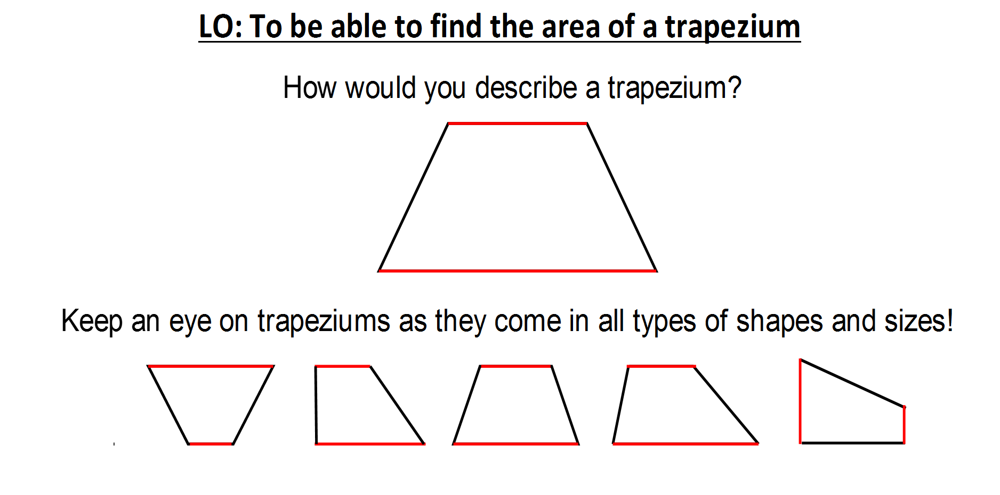 LO: To be able to find the area of a trapezium
How would you describe a trapezium?
Keep an eye on trapeziums as they come in all types of shapes and sizes!